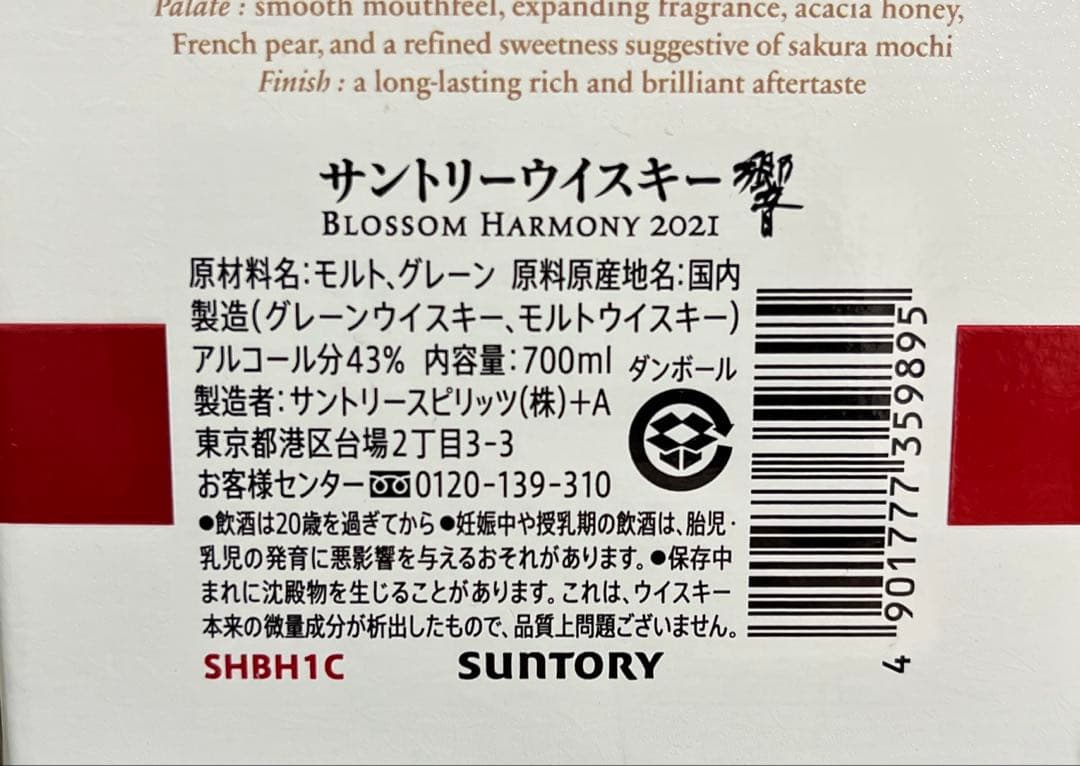 Palate : smooth mouthfeel, expanding fragrance, acacia honey,
French pear, and a refined sweetness suggestive of sakura mochi
Finish : a long-lasting rich and brilliant aftertaste
サントリーウイスキー 響
BLOSSOM HARMONY 2021
原材料名:モルト、グレーン 原料原産地名:国内
製造(グレーンウイスキー、モルトウイスキー)
アルコール分43% 内容量:700ml
ダンボール
製造者:サントリースピリッツ(株)+A
東京都港区台場2丁目3-3
お客様センター 0120-139-310
●飲酒は20歳を過ぎてから ●妊娠中や授乳期の飲酒は、胎児・
乳児の発育に悪影響を与えるおそれがあります。●保存中
まれに沈殿物を生じることがあります。これは、ウイスキー
本来の微量成分が析出したもので、品質上問題ございません。
SHBH1C
SUNTORY
4 901777 359895